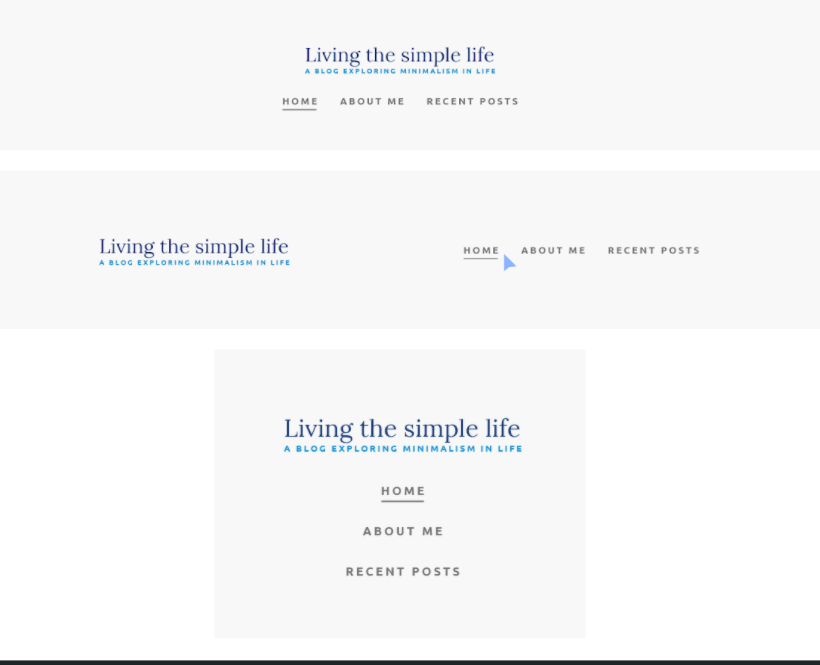 Living the simple life
A BLOG EXPLORING MINIMALISM IN LIFE
HOME ABOUT ME RECENT POSTS
Living the simple life
A BLOG EXPLORING MINIMALISM IN LIFE
HOME ABOUT ME RECENT POSTS
Living the simple life
A BLOG EXPLORING MINIMALISM IN LIFE
HOME
ABOUT ME
RECENT POSTS